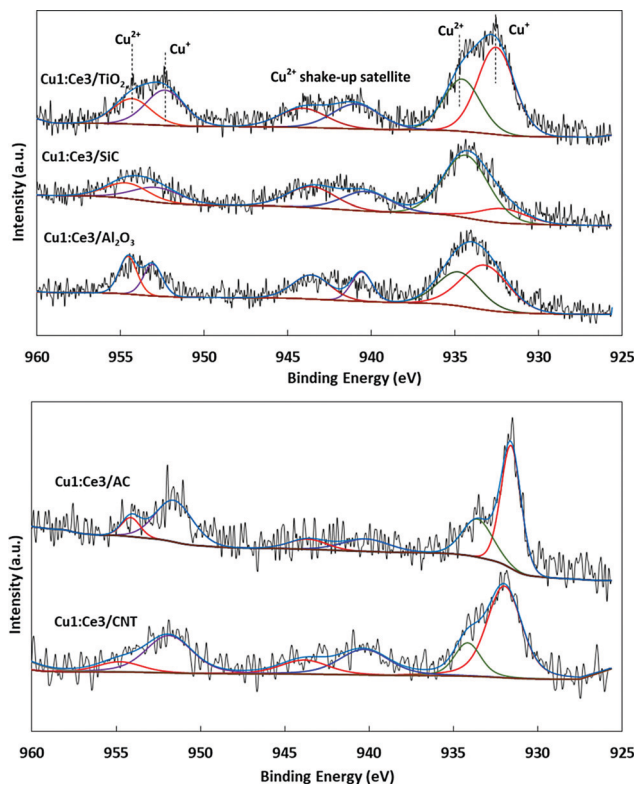 Cu²⁺ Cu⁺ Cu²⁺ Cu⁺
Cu1:Ce3/TiO₂
Cu²⁺ shake-up satellite
Cu1:Ce3/SiC
Cu1:Ce3/Al₂O₃
Intensity (a.u.)
960 955 950 945 940 935 930 925
Binding Energy (eV)
Cu1:Ce3/AC
Cu1:Ce3/CNT
Intensity (a.u.)
960 955 950 945 940 935 930 925
Binding Energy (eV)